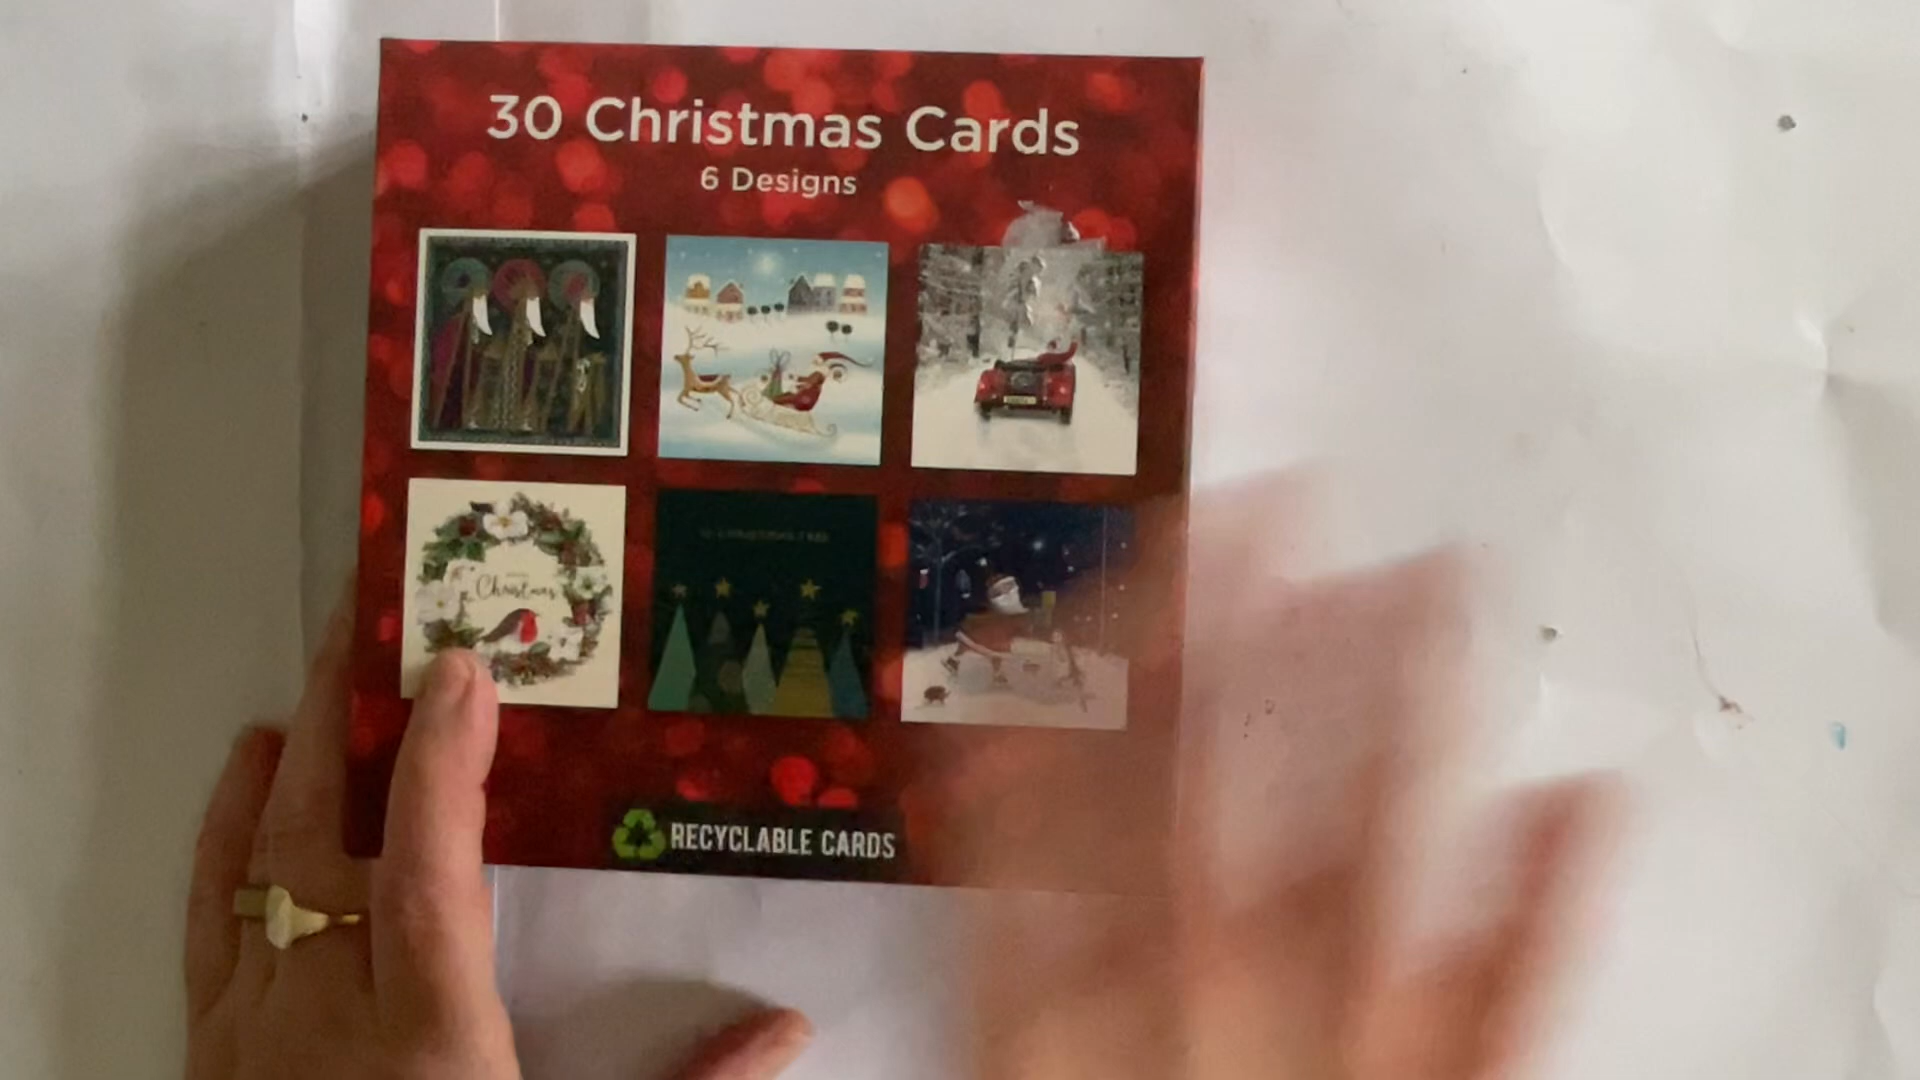 30 Christmas Cards
6 Designs
Christmas
RECYCLABLE CARDS